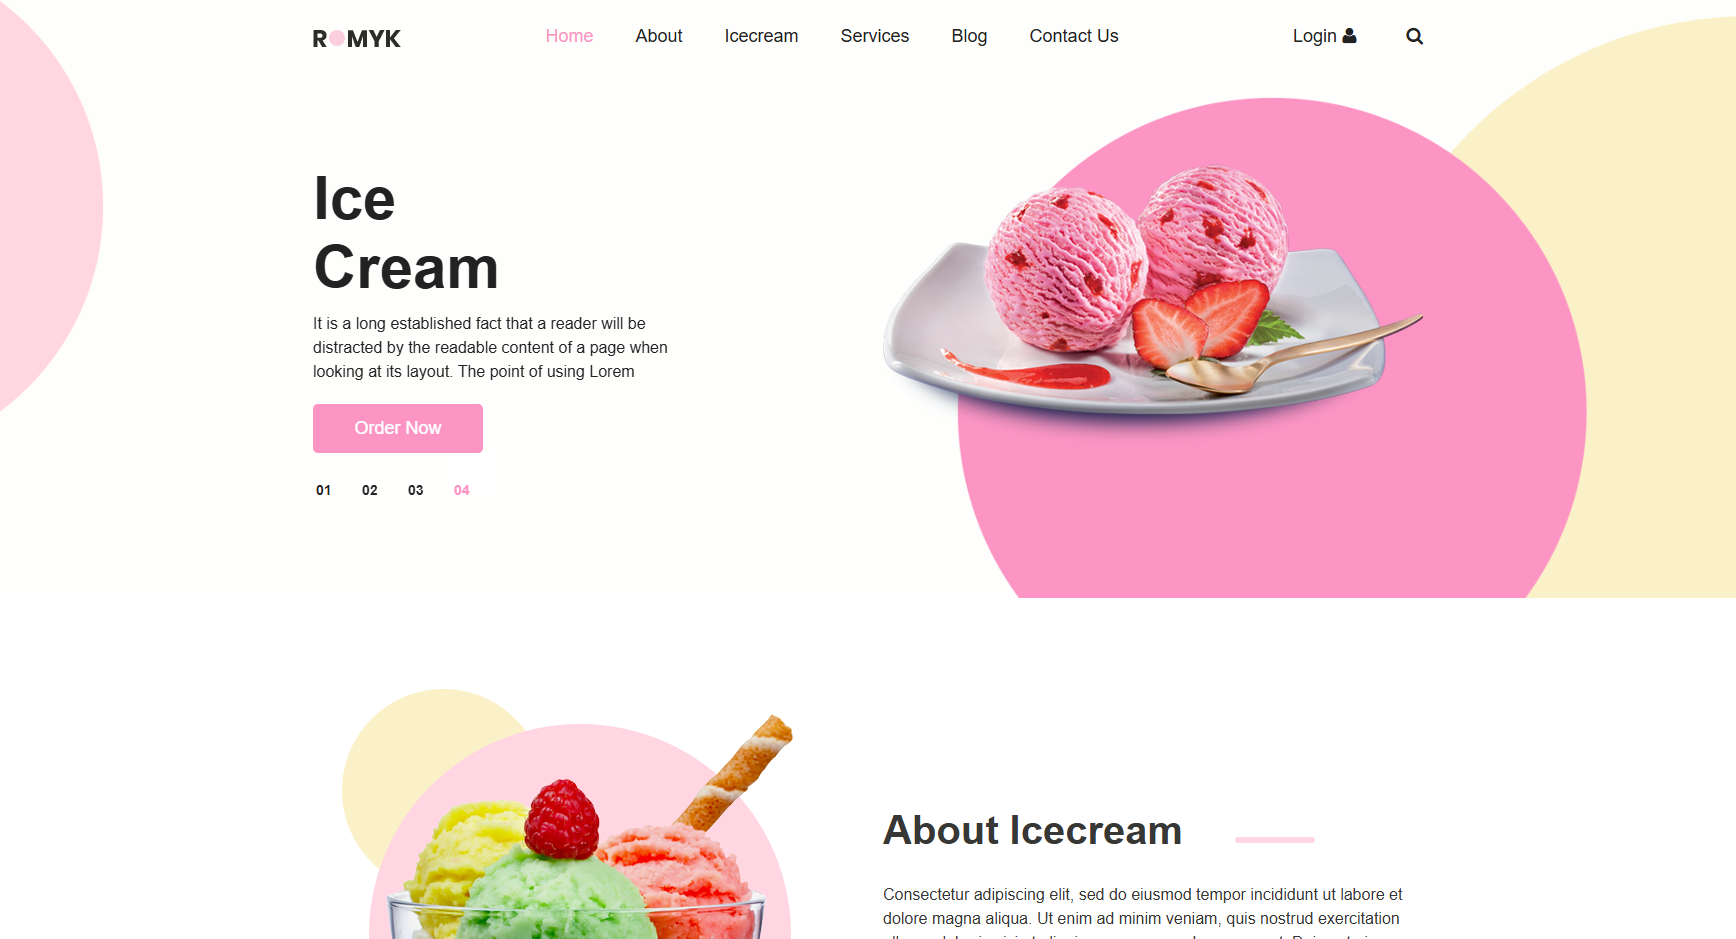 ROMYK
Home About Icecream Services Blog Contact Us Login
Ice
Cream
It is a long established fact that a reader will be
distracted by the readable content of a page when
looking at its layout. The point of using Lorem
Order Now
01 02 03 04
About Icecream
Consectetur adipiscing elit, sed do eiusmod tempor incididunt ut labore et
dolore magna aliqua. Ut enim ad minim veniam, quis nostrud exercitation